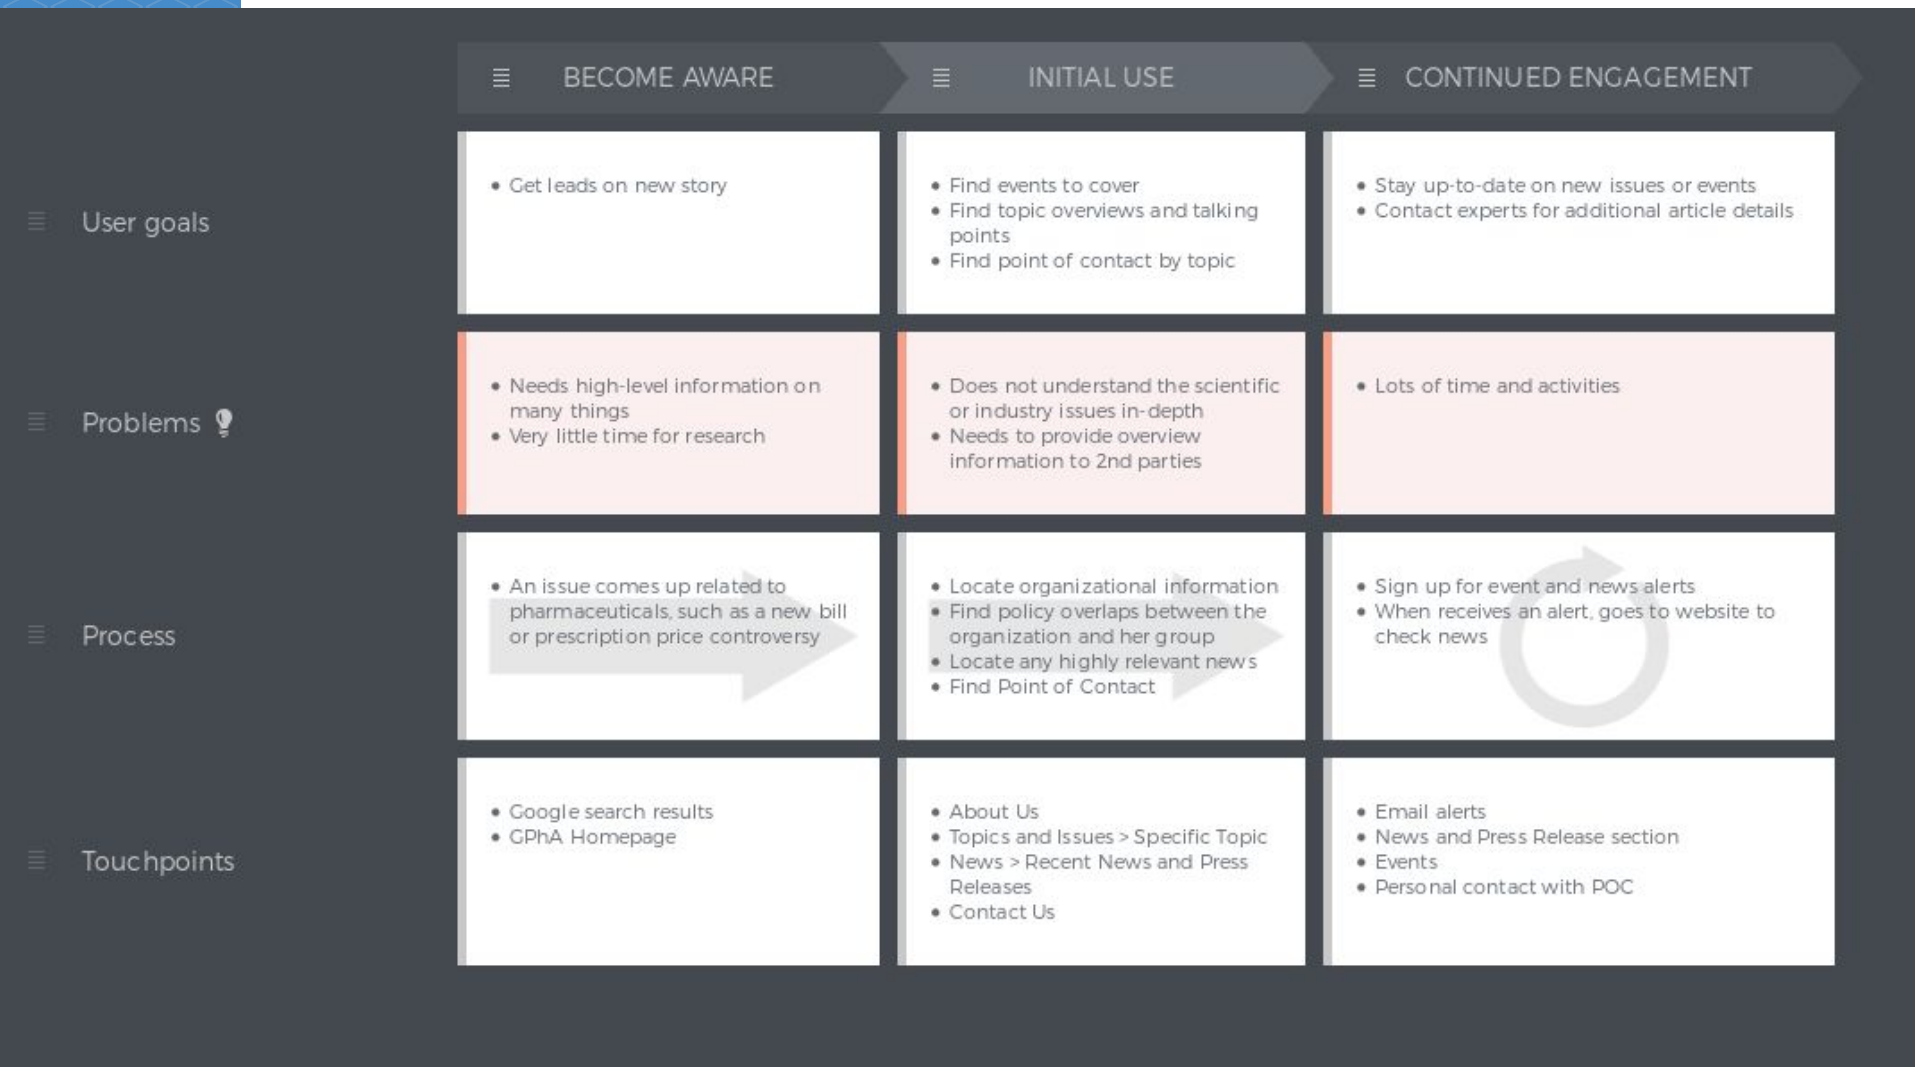 BECOME AWARE
INITIAL USE
CONTINUED ENGAGEMENT
User goals
• Get leads on new story
• Find events to cover
• Find topic overviews and talking
points
• Find point of contact by topic
• Stay up-to-date on new issues or events
• Contact experts for additional article details
Problems
• Needs high-level information on
many things
• Very little time for research
• Does not understand the scientific
or industry issues in-depth
• Needs to provide overview
information to 2nd parties
• Lots of time and activities
Process
• An issue comes up related to
pharmaceuticals, such as a new bill
or prescription price controversy
• Locate organizational information
• Find policy overlaps between the
organization and her group
• Locate any highly relevant news
• Find Point of Contact
• Sign up for event and news alerts
• When receives an alert, goes to website to
check news
Touchpoints
• Google search results
• GPhA Homepage
• About Us
• Topics and Issues > Specific Topic
• News > Recent News and Press
Releases
• Contact Us
• Email alerts
• News and Press Release section
• Events
• Personal contact with POC